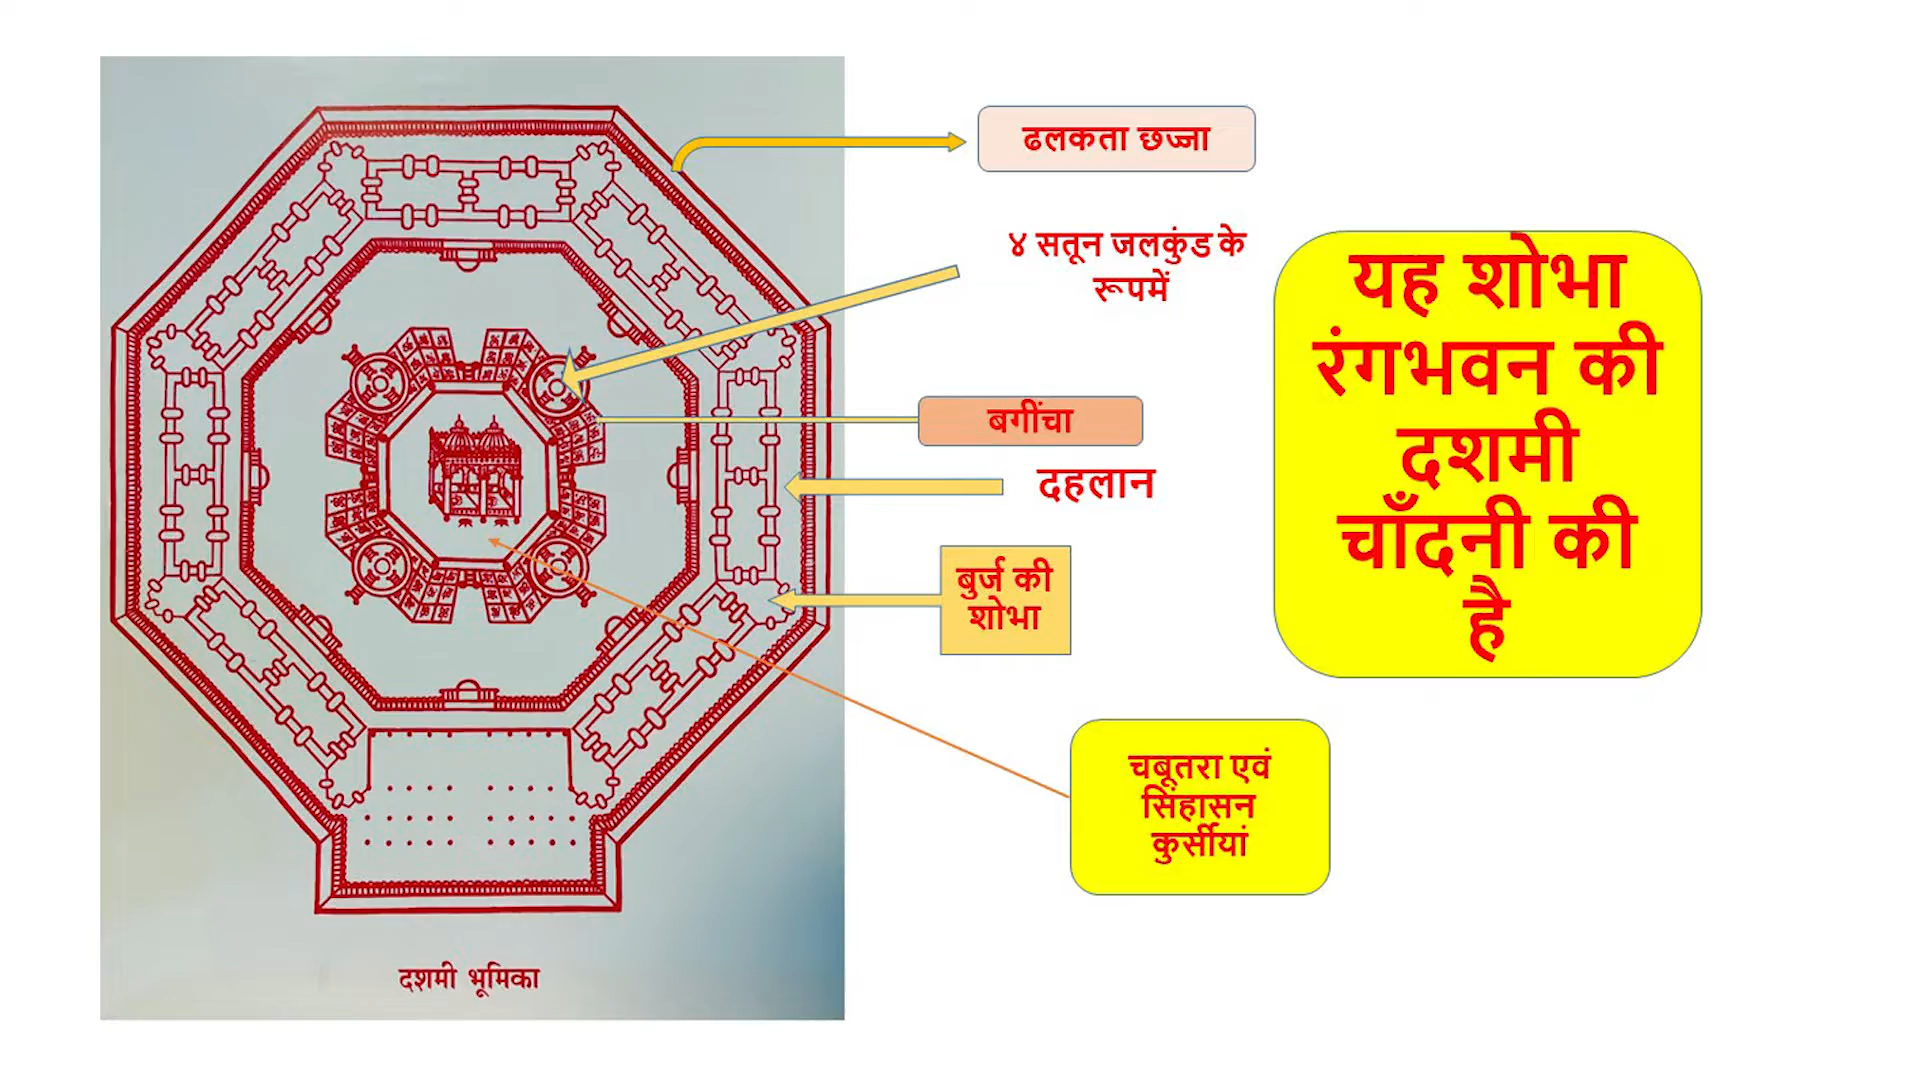 ढलकता छज्जा
४ सतून जलकुंड के
रूपमें
बगींचा
दहलान
बुर्ज की
शोभा
चबूतरा एवं
सिंहासन
कुर्सीयां
यह शोभा
रंगभवन की
दशमी
चाँदनी की
है
दशमी भूमिका